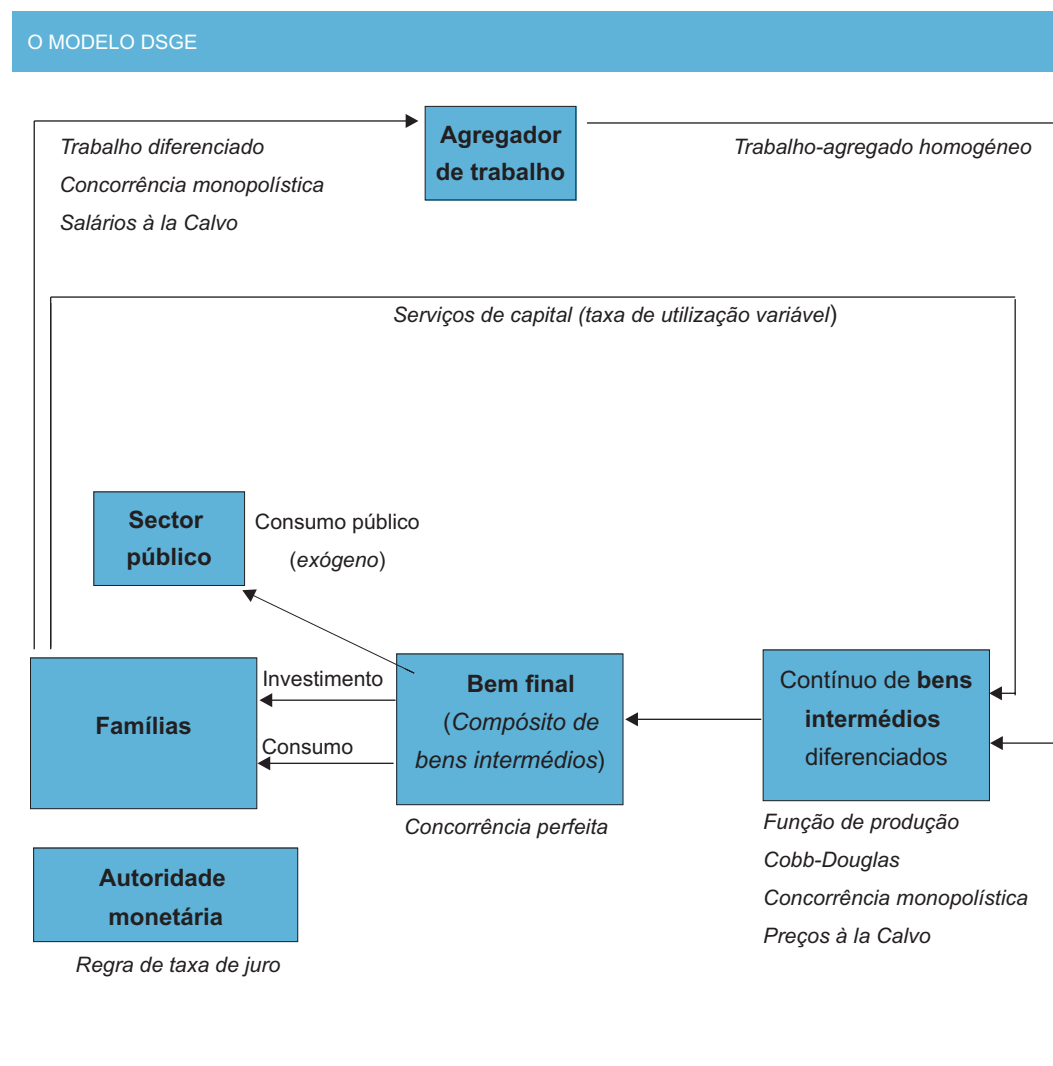 O MODELO DSGE
Agregador
de trabalho
Trabalho diferenciado
Concorrência monopolística
Salários à la Calvo
Trabalho-agregado homogéneo
Serviços de capital (taxa de utilização variável)
Sector
público
Consumo público
(exógeno)
Famílias
Investimento
Consumo
Bem final
(Compósito de
bens intermédios)
Concorrência perfeita
Contínuo de bens
intermédios
diferenciados
Função de produção
Cobb-Douglas
Concorrência monopolística
Preços à la Calvo
Autoridade
monetária
Regra de taxa de juro